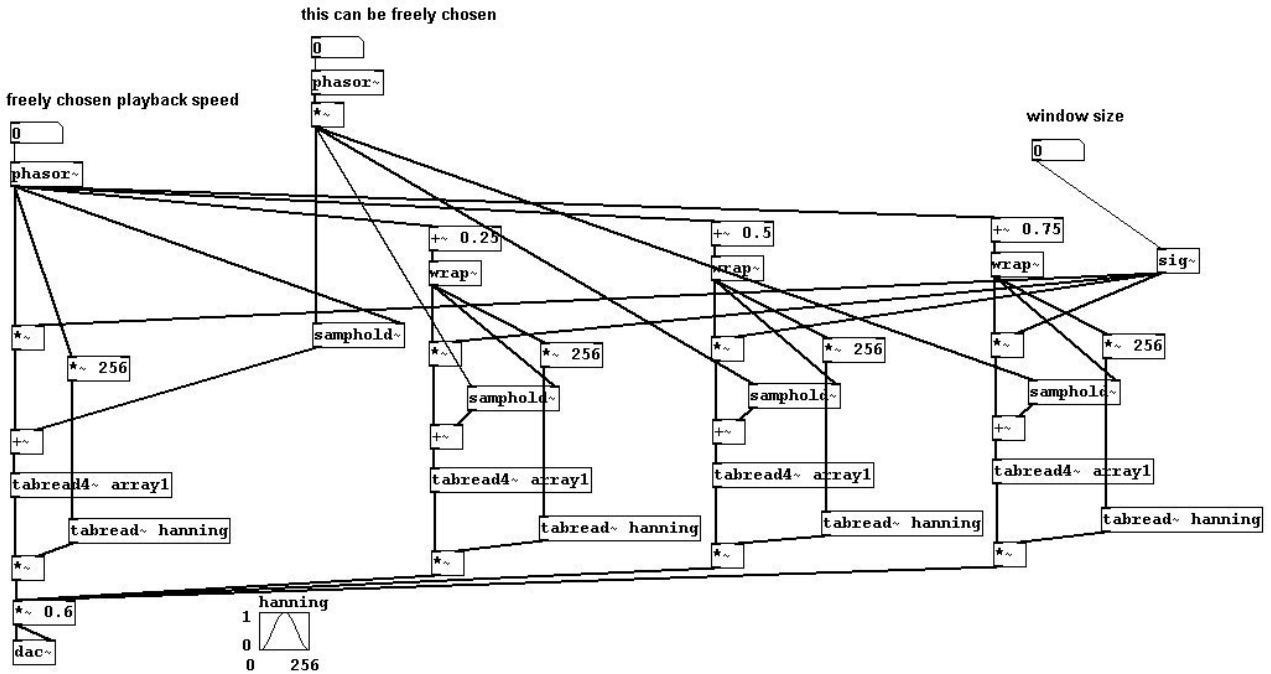 this can be freely chosen
0
phasor~
*~
freely chosen playback speed
0
phasor~
window size
0
+~ 0.25
+~ 0.5
+~ 0.75
wrap~
wrap~
wrap~
sig~
*~
samphold~
*~
*~
*~
*~ 256
*~ 256
*~ 256
*~ 256
samphold~
samphold~
samphold~
+~
+~
+~
+~
tabread4~ array1
tabread4~ array1
tabread4~ array1
tabread4~ array1
tabread~ hanning
tabread~ hanning
tabread~ hanning
tabread~ hanning
*~
*~
*~
*~
*~ 0.6
dac~
hanning
1
0
0 256